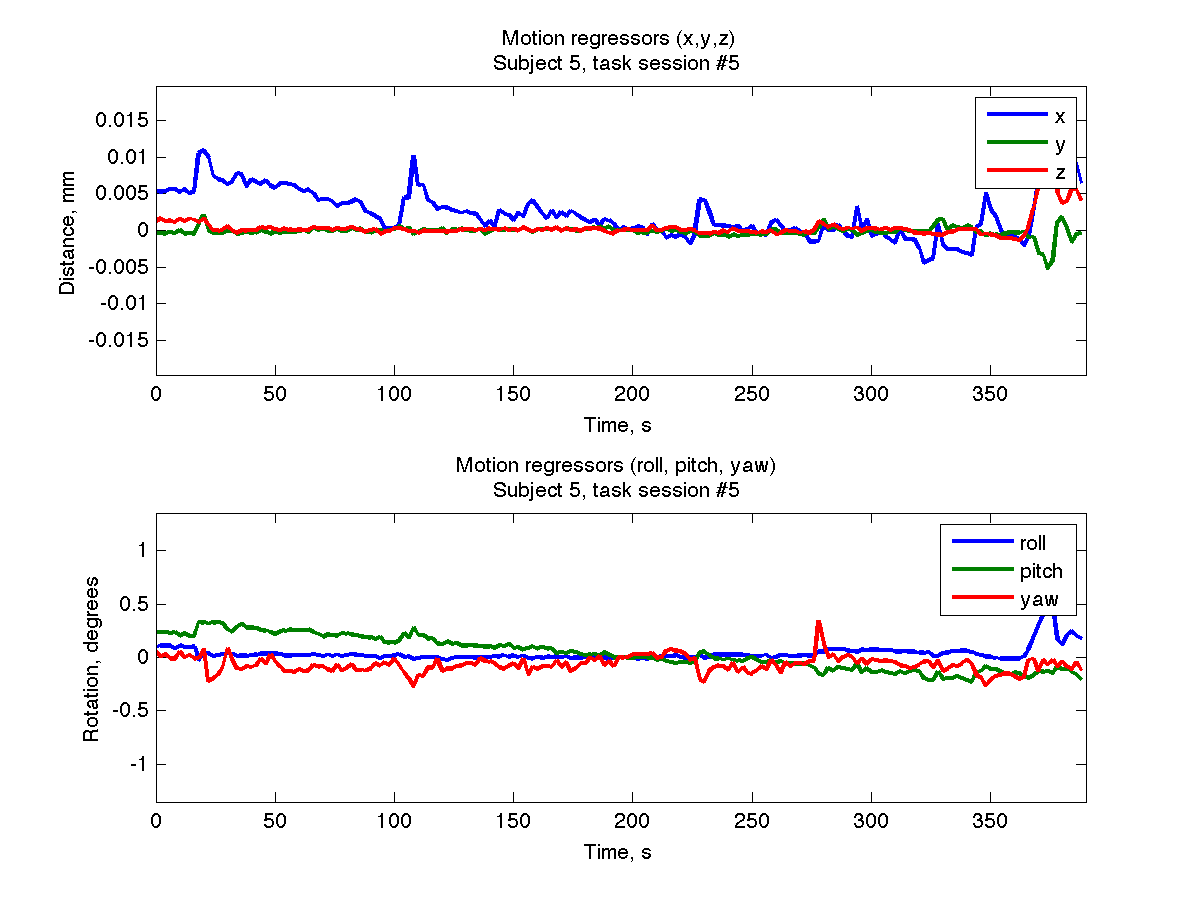 Motion regressors (x,y,z)
Subject 5, task session #5
0.015
0.01
0.005
0
-0.005
-0.01
-0.015
Distance, mm
x
y
z
0 50 100 150 200 250 300 350
Time, s
Motion regressors (roll, pitch, yaw)
Subject 5, task session #5
1
0.5
0
-0.5
-1
Rotation, degrees
roll
pitch
yaw
0 50 100 150 200 250 300 350
Time, s